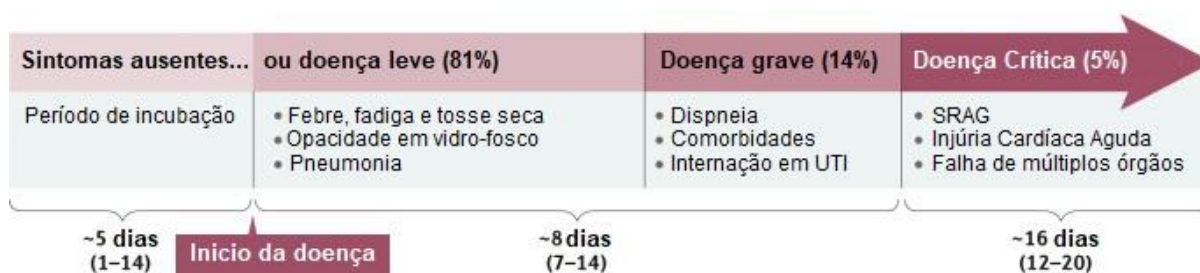 Sintomas ausentes... ou doença leve (81%) Doença grave (14%) Doença Crítica (5%)
Período de incubação
• Febre, fadiga e tosse seca
• Opacidade em vidro-fosco
• Pneumonia
• Dispneia
• Comorbidades
• Internação em UTI
• SRAG
• Injúria Cardíaca Aguda
• Falha de múltiplos órgãos
~5 dias
(1–14)
Inicio da doença
~8 dias
(7–14)
~16 dias
(12–20)